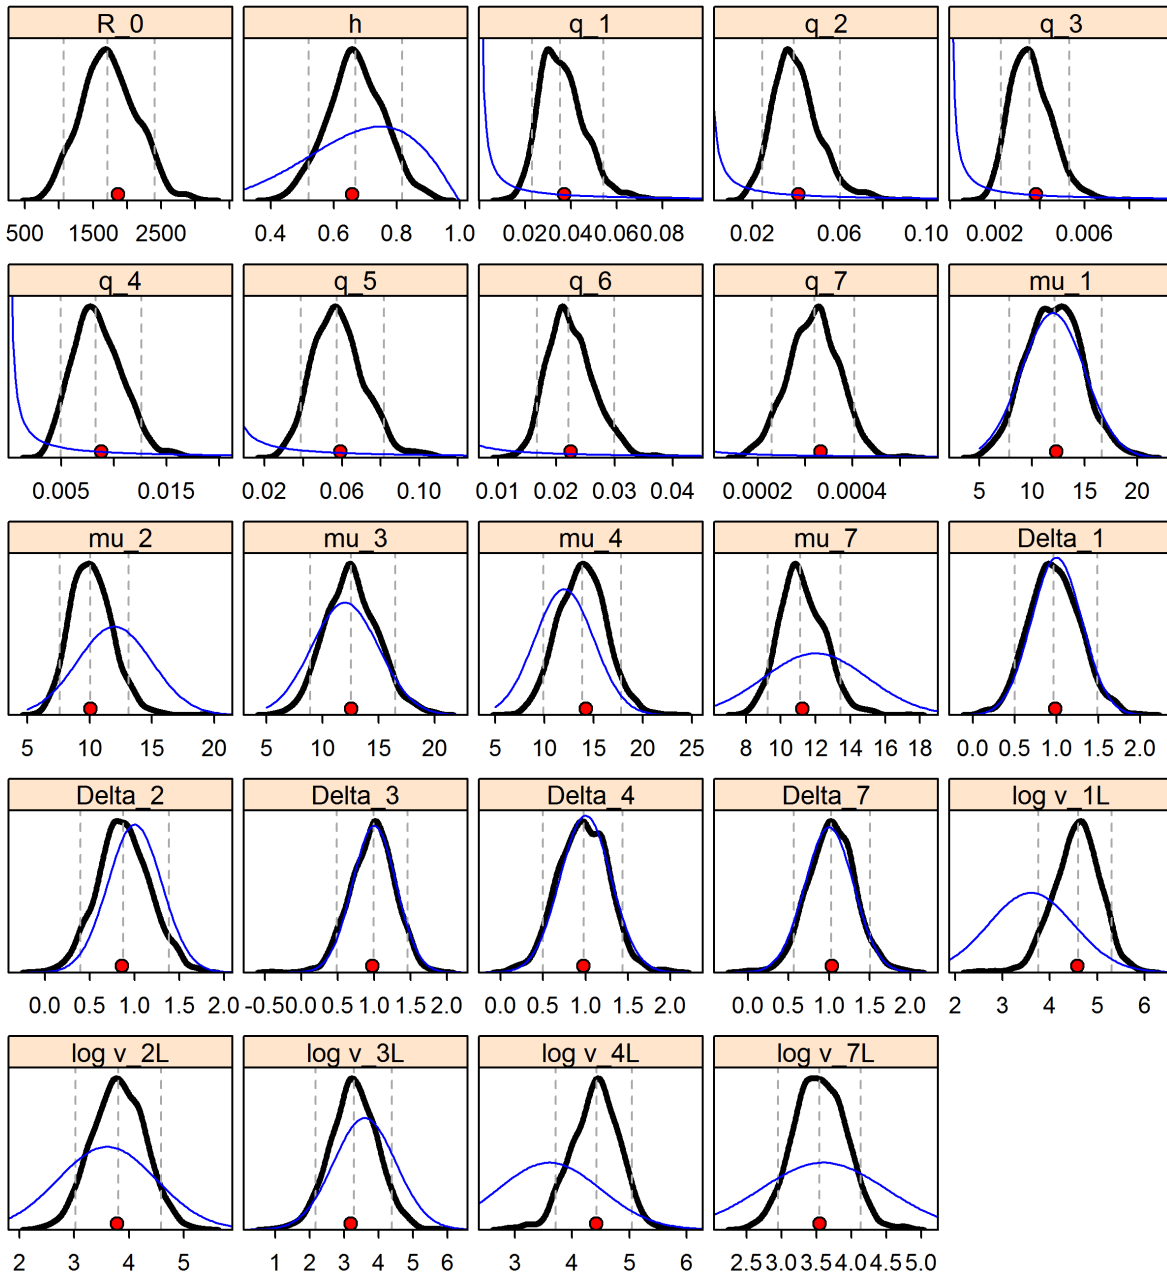 R_0 h q_1 q_2 q_3
500 1500 2500 0.4 0.6 0.8 1.0 0.02 0.04 0.06 0.08 0.02 0.06 0.10 0.002 0.006
q_4 q_5 q_6 q_7 mu_1
0.005 0.015 0.02 0.06 0.10 0.01 0.02 0.03 0.04 0.0002 0.0004 5 10 15 20
mu_2 mu_3 mu_4 mu_7 Delta_1
5 10 15 20 5 10 15 20 5 10 15 20 25 8 10 12 14 16 18 0.0 0.5 1.0 1.5 2.0
Delta_2 Delta_3 Delta_4 Delta_7 log v_1L
0.0 0.5 1.0 1.5 2.0 -0.5 0.0 0.5 1.0 1.5 2.0 0.0 0.5 1.0 1.5 2.0 0.0 0.5 1.0 1.5 2.0 2 3 4 5 6
log v_2L log v_3L log v_4L log v_7L
2 3 4 5 1 2 3 4 5 6 3 4 5 6 2.5 3.0 3.5 4.0 4.5 5.0